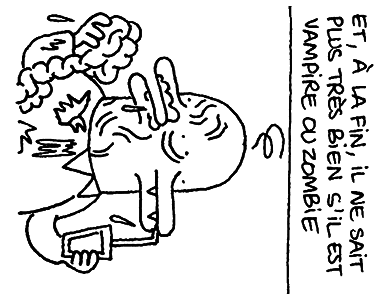 ET, À LA FIN, IL NE SAIT
PLUS TRÈS BIEN S'IL EST
VAMPIRE OU ZOMBIE